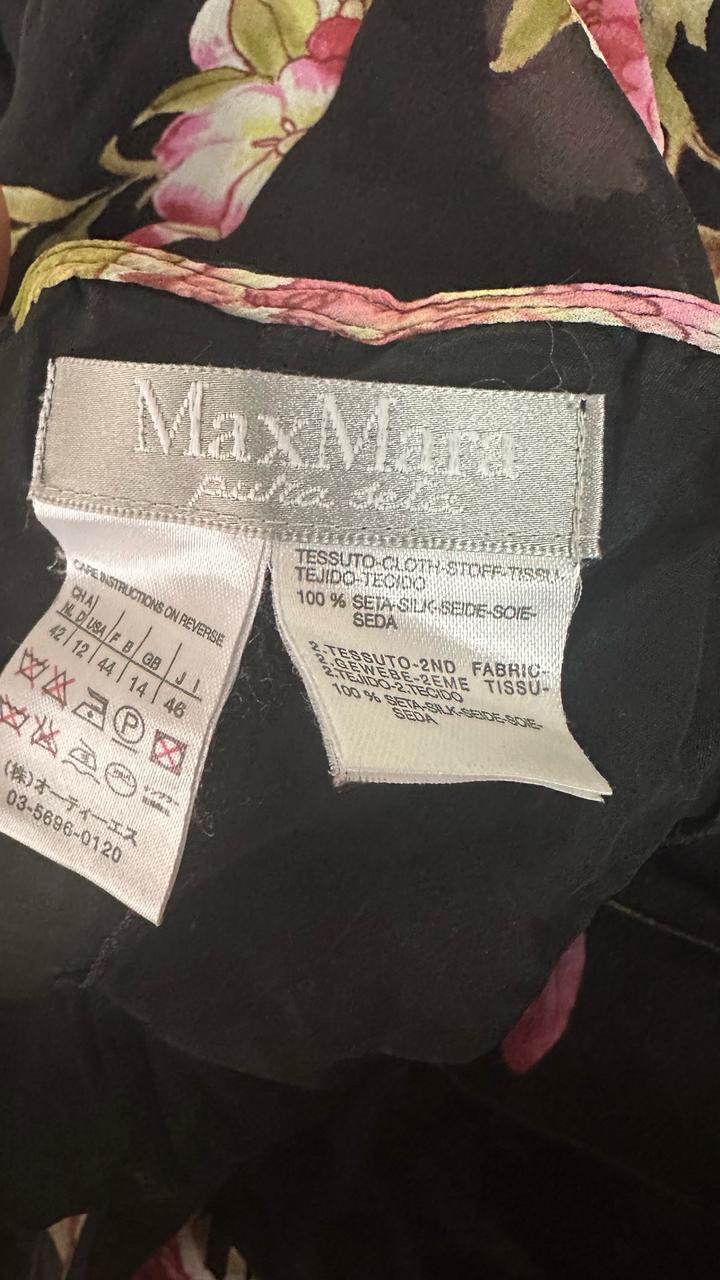 MaxMara
pura seta
CARE INSTRUCTIONS ON REVERSE
CH A
NL D USA F B GB J I
42 12 44 14 46
P
(株)オーティーエス
03-5696-0120
TESSUTO-CLOTH-STOFF-TISSU-
TEJIDO-TECIDO
100 % SETA-SILK-SEIDE-SOIE-
SEDA
2.TESSUTO-2ND FABRIC-
2.GEWEBE-2EME TISSU-
2.TEJIDO-2.TECIDO
100 % SETA-SILK-SEIDE-SOIE-
SEDA